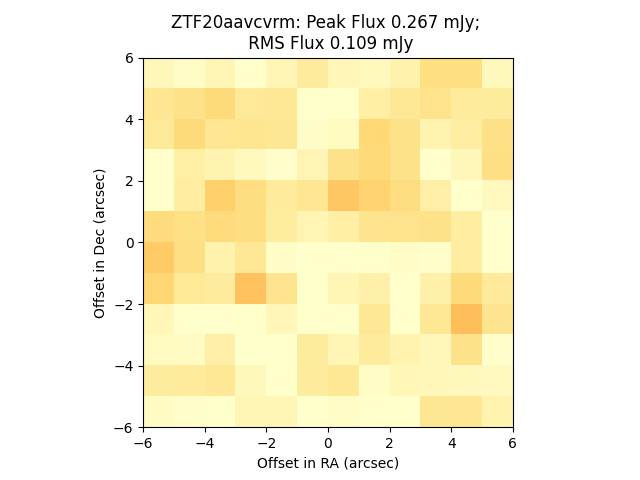 ZTF20aavcvrm: Peak Flux 0.267 mJy;
RMS Flux 0.109 mJy
6
4
2
0
−2
−4
−6
Offset in Dec (arcsec)
−6 −4 −2 0 2 4 6
Offset in RA (arcsec)